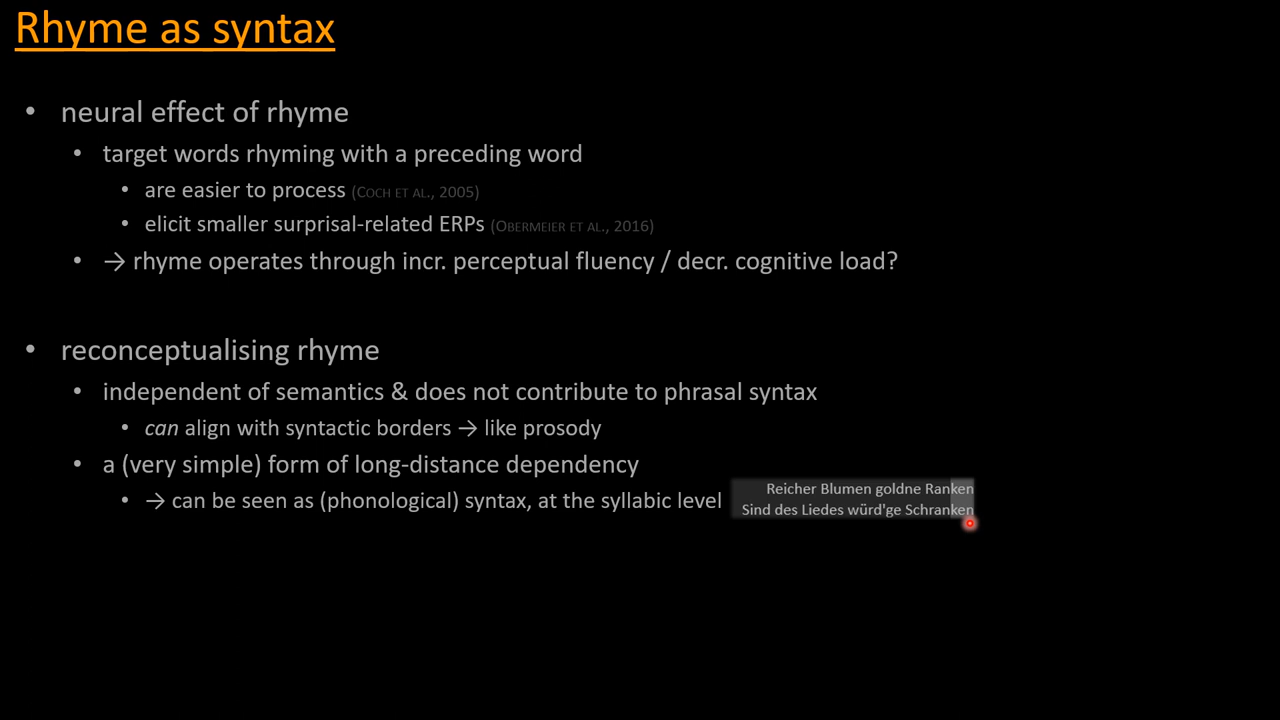 Rhyme as syntax
• neural effect of rhyme
• target words rhyming with a preceding word
• are easier to process (Coch et al., 2005)
• elicit smaller surprisal-related ERPs (Obermeier et al., 2016)
• → rhyme operates through incr. perceptual fluency / decr. cognitive load?
• reconceptualising rhyme
• independent of semantics & does not contribute to phrasal syntax
• can align with syntactic borders → like prosody
• a (very simple) form of long-distance dependency
• → can be seen as (phonological) syntax, at the syllabic level
Reicher Blumen goldne Ranken
Sind des Liedes würd'ge Schranken